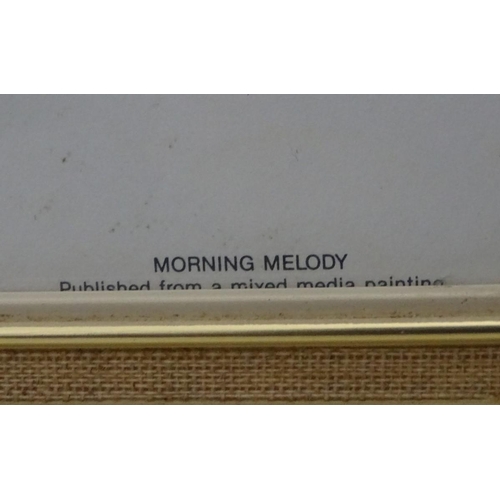 MORNING MELODY
Published from a mixed media painting